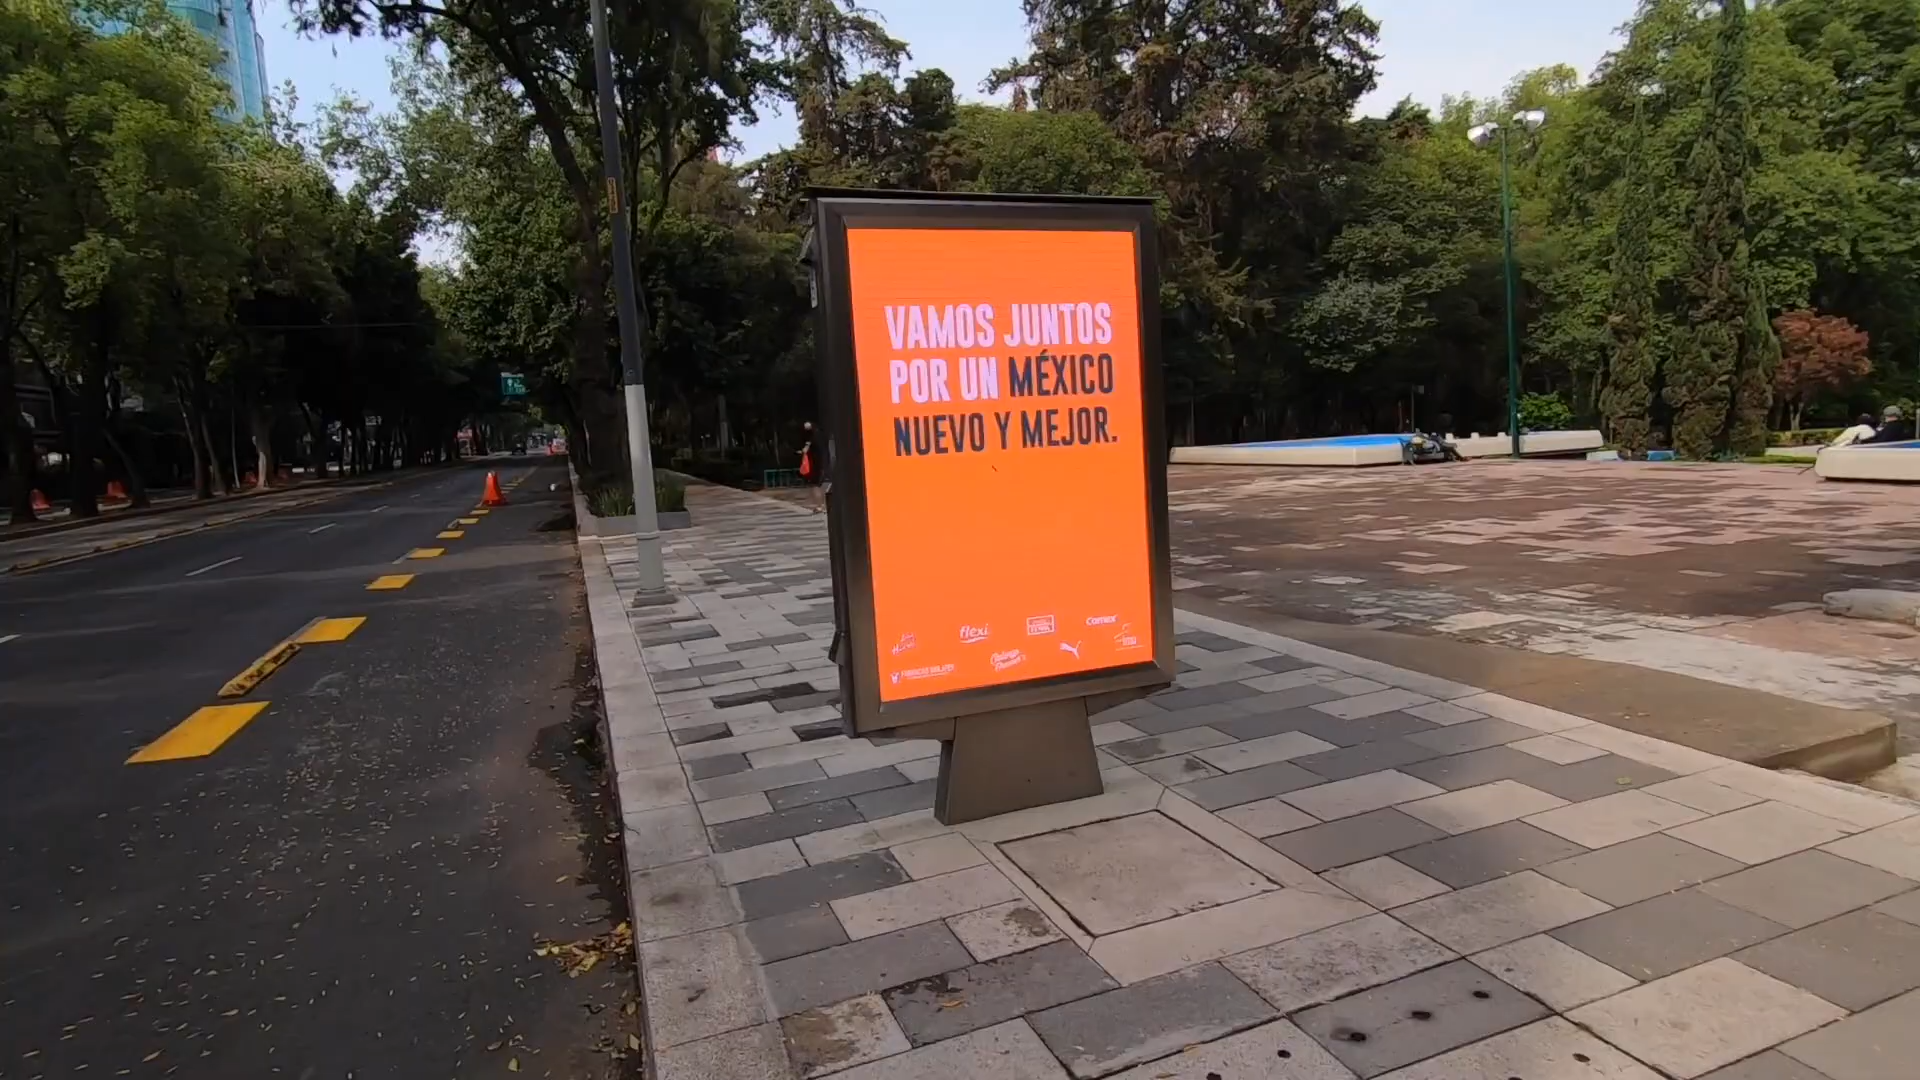 VAMOS JUNTOS
POR UN MÉXICO
NUEVO Y MEJOR.
flexi
Comex